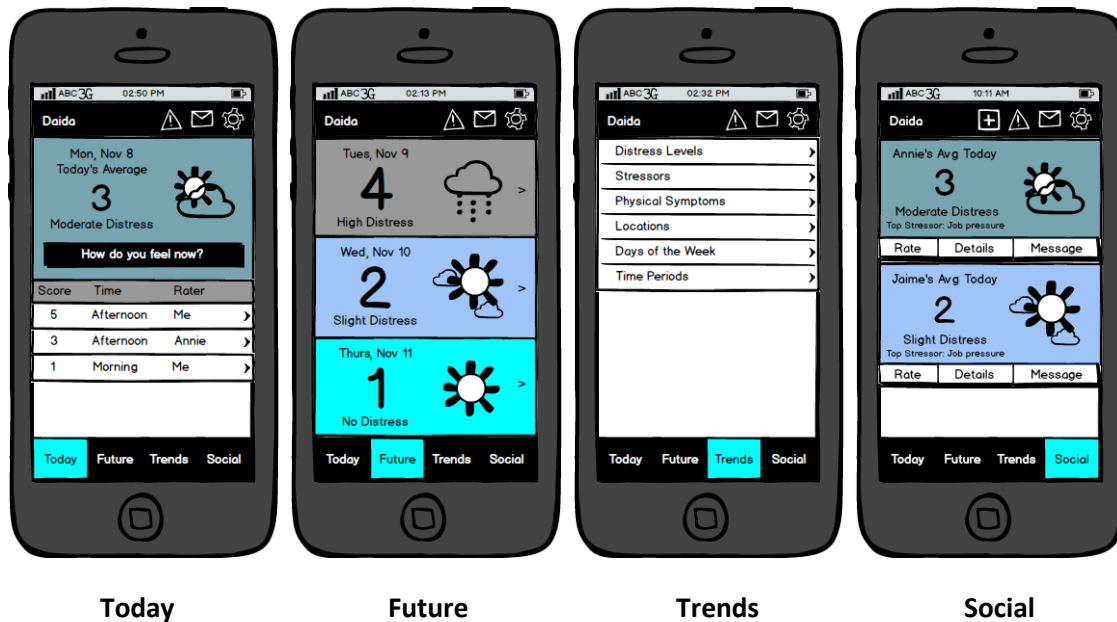 ABC 3G 02:50 PM
Daida
Mon, Nov 8
Today's Average
3
Moderate Distress
How do you feel now?
Score Time Rater
5 Afternoon Me >
3 Afternoon Annie >
1 Morning Me >
Today Future Trends Social
Today
ABC 3G 02:13 PM
Daida
Tues, Nov 9
4
>
High Distress
Wed, Nov 10
2
>
Slight Distress
Thurs, Nov 11
1
>
No Distress
Today Future Trends Social
Future
ABC 3G 02:32 PM
Daida
Distress Levels >
Stressors >
Physical Symptoms >
Locations >
Days of the Week >
Time Periods >
Today Future Trends Social
Trends
ABC 3G 10:11 AM
Daida
Annie's Avg Today
3
Moderate Distress
Top Stressor: Job pressure
Rate Details Message
Jaime's Avg Today
2
Slight Distress
Top Stressor: Job pressure
Rate Details Message
Today Future Trends Social
Social